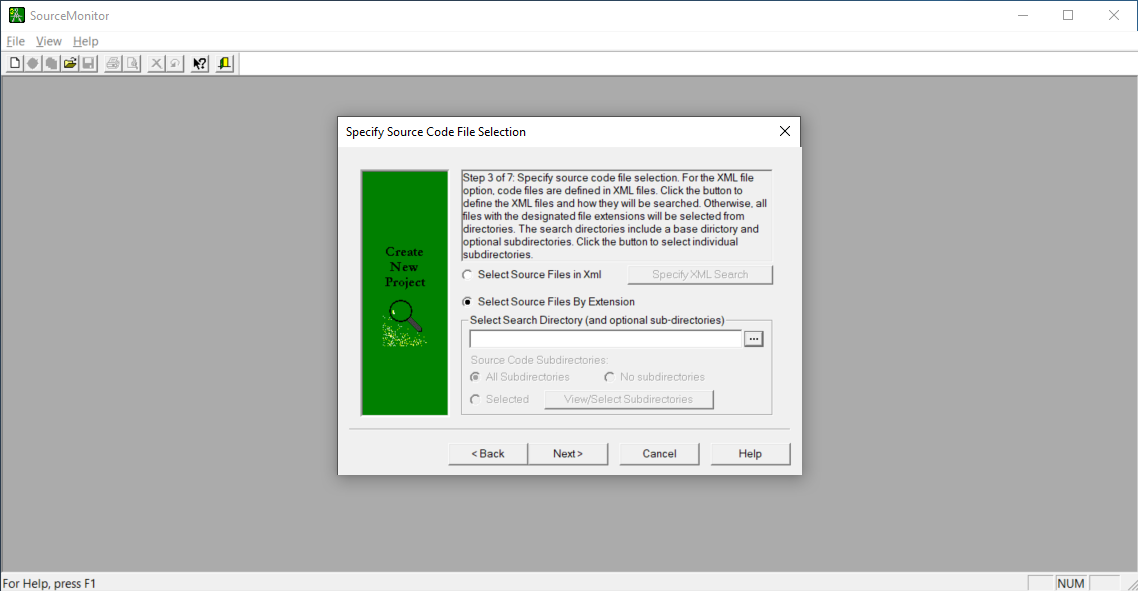 SourceMonitor
File View Help
Specify Source Code File Selection
Create
New
Project
Step 3 of 7: Specify source code file selection. For the XML file
option, code files are defined in XML files. Click the button to
define the XML files and how they will be searched. Otherwise, all
files with the designated file extensions will be selected from
directories. The search directories include a base dirictory and
optional subdirectories. Click the button to select individual
subdirectories.
Select Source Files in Xml Specify XML Search
Select Source Files By Extension
Select Search Directory (and optional sub-directories)
...
Source Code Subdirectories:
All Subdirectories No subdirectories
Selected View/Select Subdirectories
< Back Next > Cancel Help
For Help, press F1 NUM